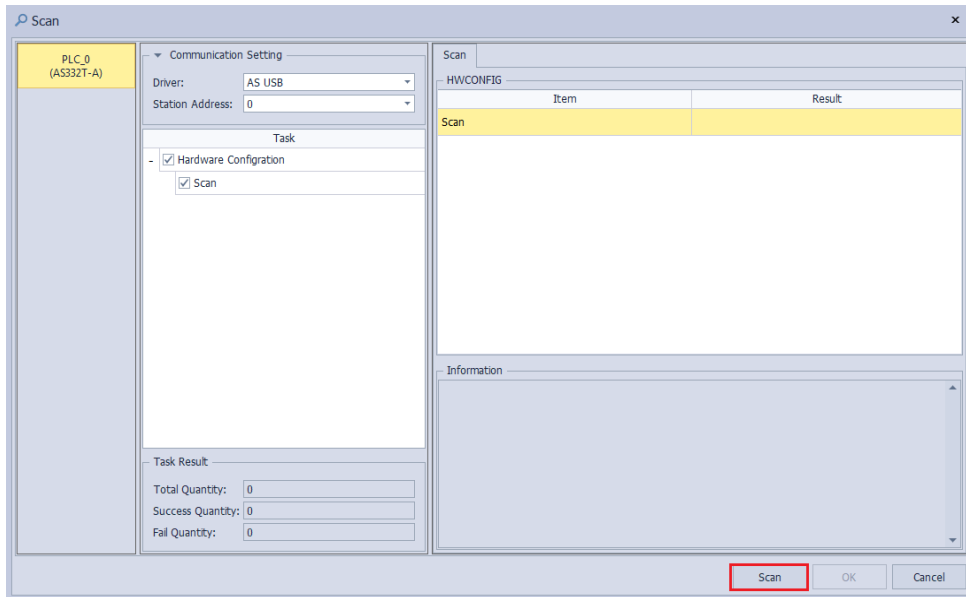 Scan
PLC_0
(AS332T-A)
Communication Setting
Driver: AS USB
Station Address: 0
Task
- Hardware Configration
Scan
Task Result
Total Quantity: 0
Success Quantity: 0
Fail Quantity: 0
Scan
HWCONFIG
Item Result
Scan
Information
Scan OK Cancel